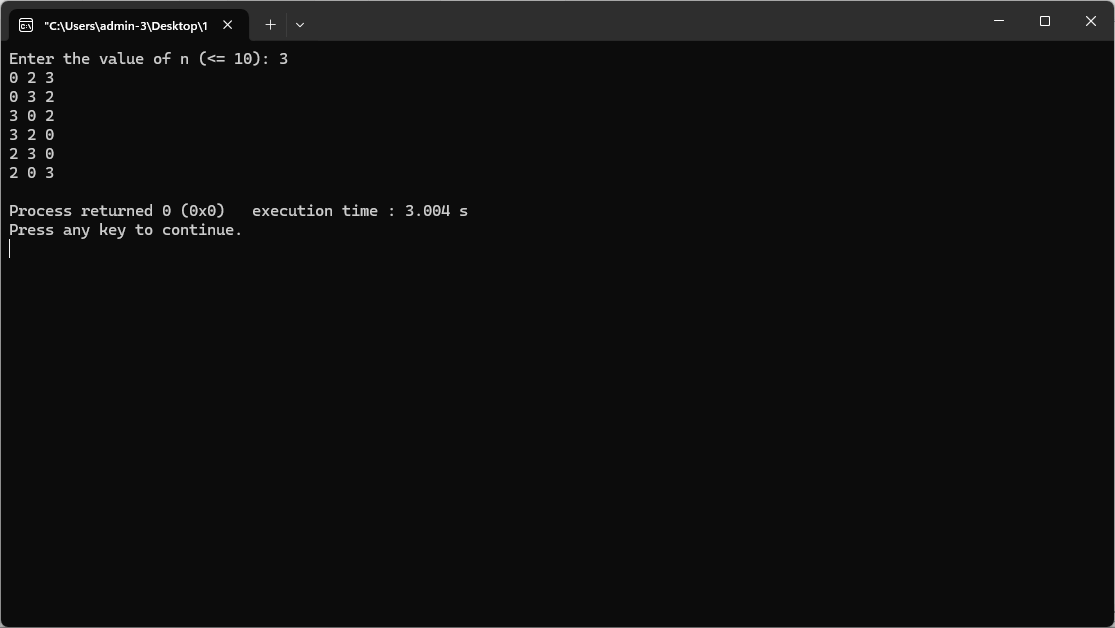 "C:\Users\admin-3\Desktop\1
Enter the value of n (<= 10): 3
0 2 3
0 3 2
3 0 2
3 2 0
2 3 0
2 0 3
Process returned 0 (0x0)   execution time : 3.004 s
Press any key to continue.